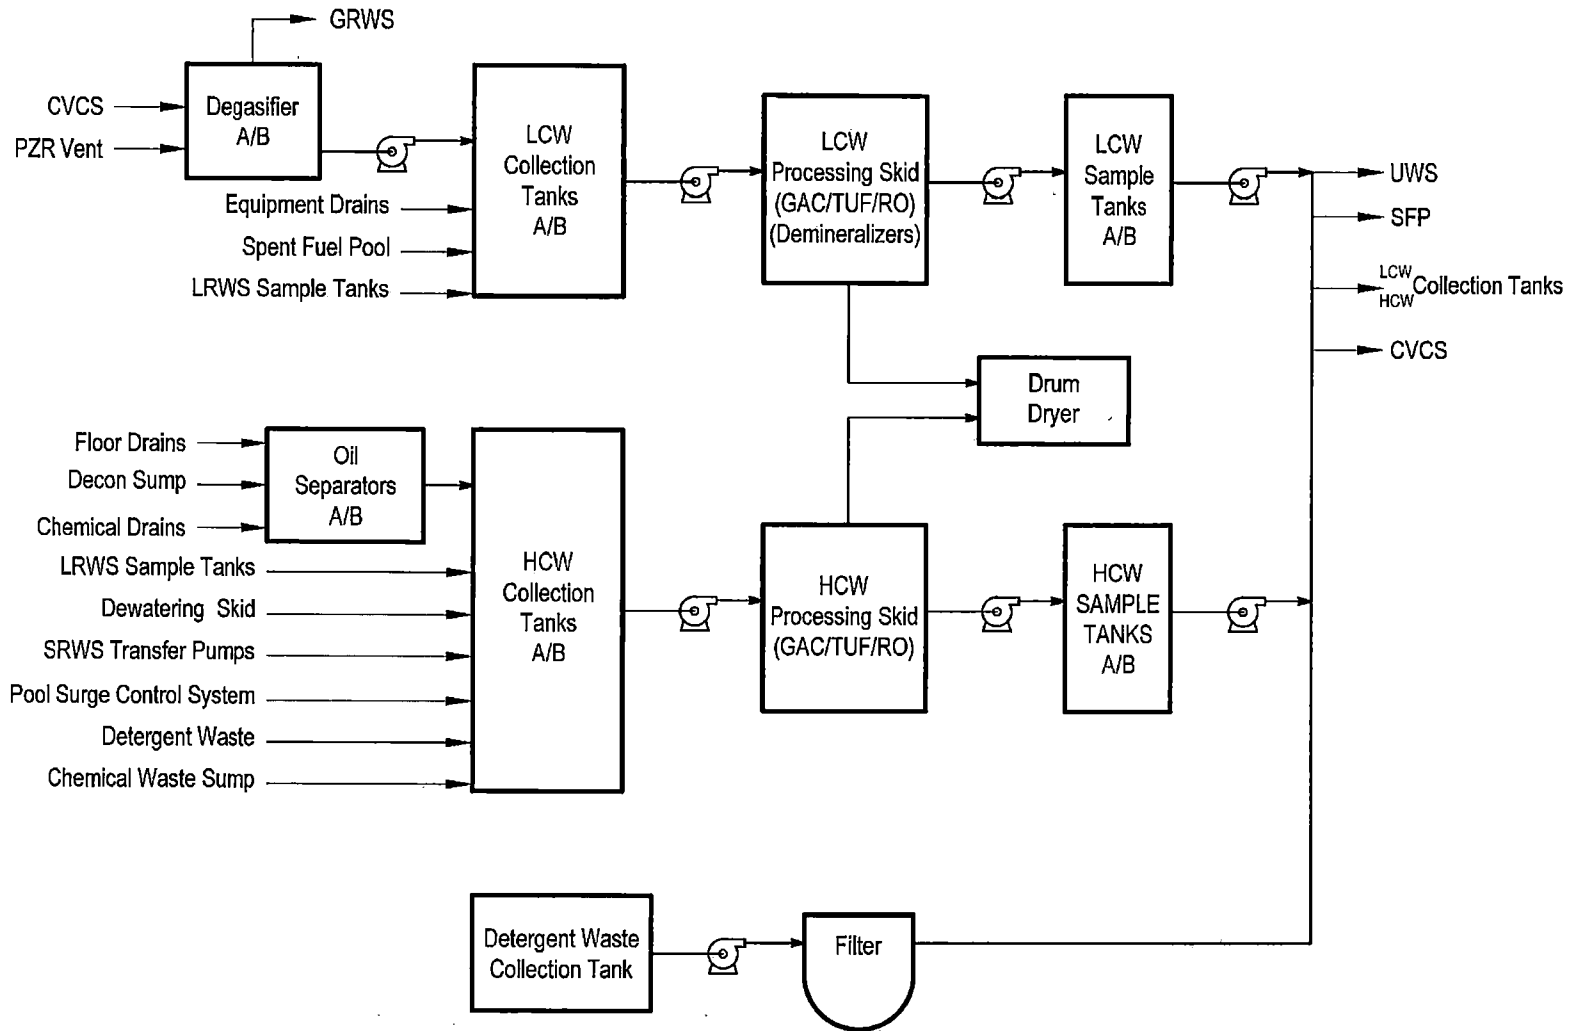 GRWS
CVCS
PZR Vent
Degasifier
A/B
Equipment Drains
Spent Fuel Pool
LRWS Sample Tanks
LCW
Collection
Tanks
A/B
LCW
Processing Skid
(GAC/TUF/RO)
(Demineralizers)
LCW
Sample
Tanks
A/B
UWS
SFP
LCW
HCW Collection Tanks
CVCS
Drum
Dryer
Floor Drains
Decon Sump
Chemical Drains
Oil
Separators
A/B
LRWS Sample Tanks
Dewatering Skid
SRWS Transfer Pumps
Pool Surge Control System
Detergent Waste
Chemical Waste Sump
HCW
Collection
Tanks
A/B
HCW
Processing Skid
(GAC/TUF/RO)
HCW
SAMPLE
TANKS
A/B
Detergent Waste
Collection Tank
Filter